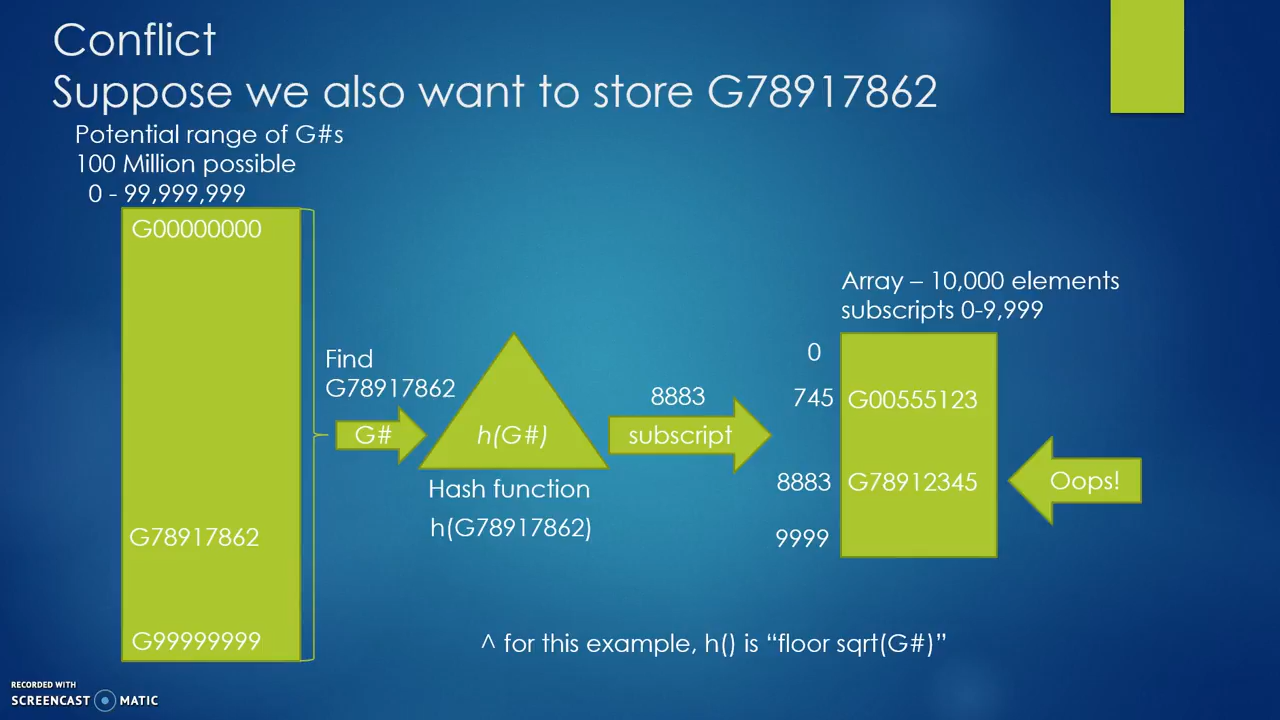 Conflict
Suppose we also want to store G78917862
Potential range of G#s
100 Million possible
0 - 99,999,999
G00000000
G78917862
G99999999
Find
G78917862
G#
h(G#)
Hash function
h(G78917862)
8883
subscript
Array – 10,000 elements
subscripts 0-9,999
0
745 G00555123
8883 G78912345
9999
Oops!
^ for this example, h() is “floor sqrt(G#)”
RECORDED WITH
SCREENCAST MATIC